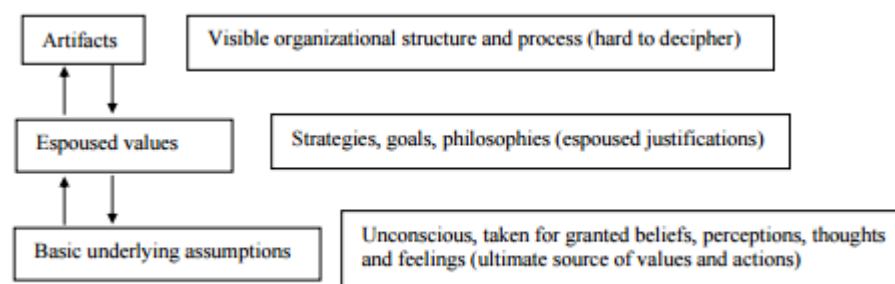 Artifacts
Visible organizational structure and process (hard to decipher)
Espoused values
Strategies, goals, philosophies (espoused justifications)
Basic underlying assumptions
Unconscious, taken for granted beliefs, perceptions, thoughts
and feelings (ultimate source of values and actions)